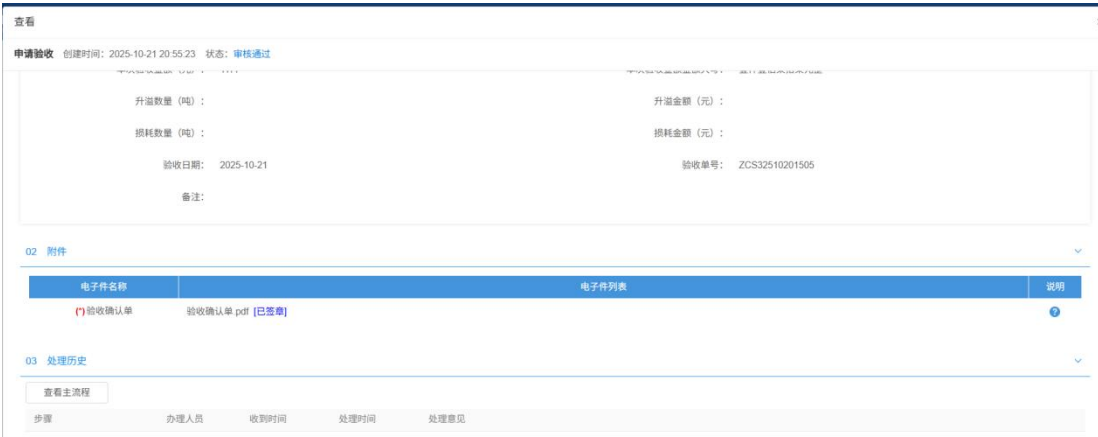 查看
申请验收 创建时间：2025-10-21 20:55:23 状态：审核通过
升溢数量（吨）： 升溢金额（元）：
损耗数量（吨）： 损耗金额（元）：
验收日期： 2025-10-21 验收单号： ZCS32510201505
备注：
02 附件
电子件名称 电子件列表 说明
(*)验收确认单 验收确认单.pdf [已签章]
03 处理历史
查看主流程
步骤 办理人员 收到时间 处理时间 处理意见